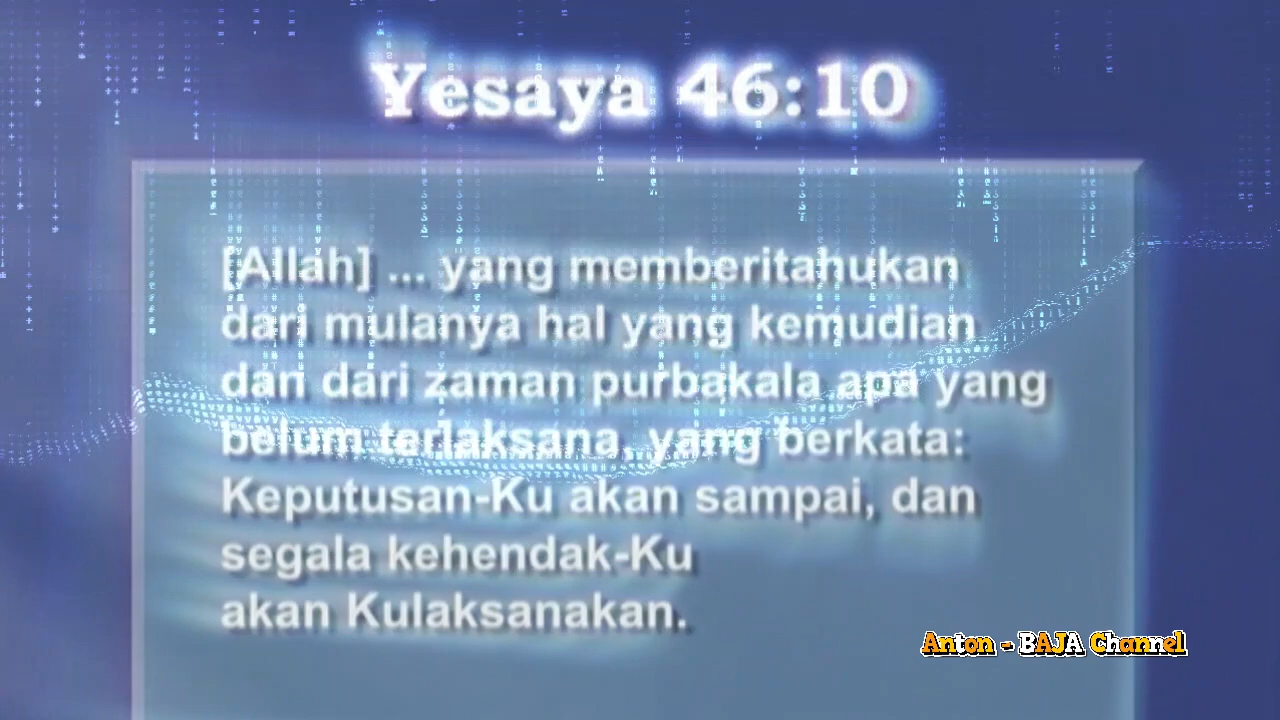 Yesaya 46:10
[Allah] ... yang memberitahukan
dari mulanya hal yang kemudian
dan dari zaman purbakala apa yang
belum terlaksana, yang berkata:
Keputusan-Ku akan sampai, dan
segala kehendak-Ku
akan Kulaksanakan.
Anton - BAJA Channel